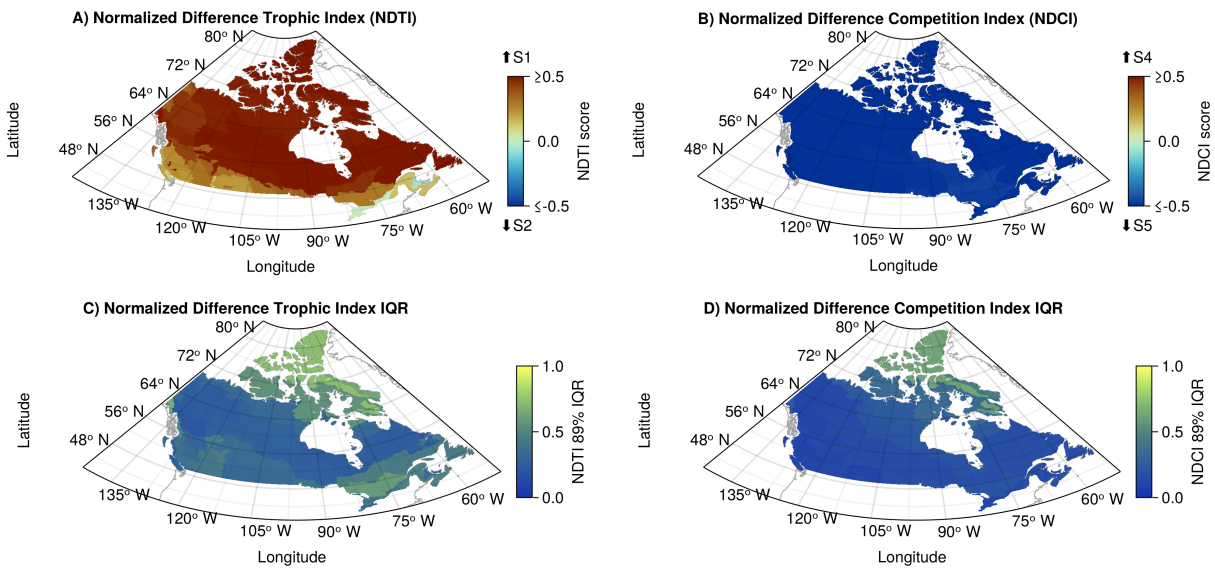 A) Normalized Difference Trophic Index (NDTI)
80° N
72° N
64° N
56° N
48° N
Latitude
135° W
120° W
105° W
90° W
75° W
60° W
Longitude
⬆S1
≥0.5
0.0
≤-0.5
⬇S2
NDTI score
B) Normalized Difference Competition Index (NDCI)
80° N
72° N
64° N
56° N
48° N
Latitude
135° W
120° W
105° W
90° W
75° W
60° W
Longitude
⬆S4
≥0.5
0.0
≤-0.5
⬇S5
NDCI score
C) Normalized Difference Trophic Index IQR
80° N
72° N
64° N
56° N
48° N
Latitude
135° W
120° W
105° W
90° W
75° W
60° W
Longitude
1.0
0.5
0.0
NDTI 89% IQR
D) Normalized Difference Competition Index IQR
80° N
72° N
64° N
56° N
48° N
Latitude
135° W
120° W
105° W
90° W
75° W
60° W
Longitude
1.0
0.5
0.0
NDCI 89% IQR